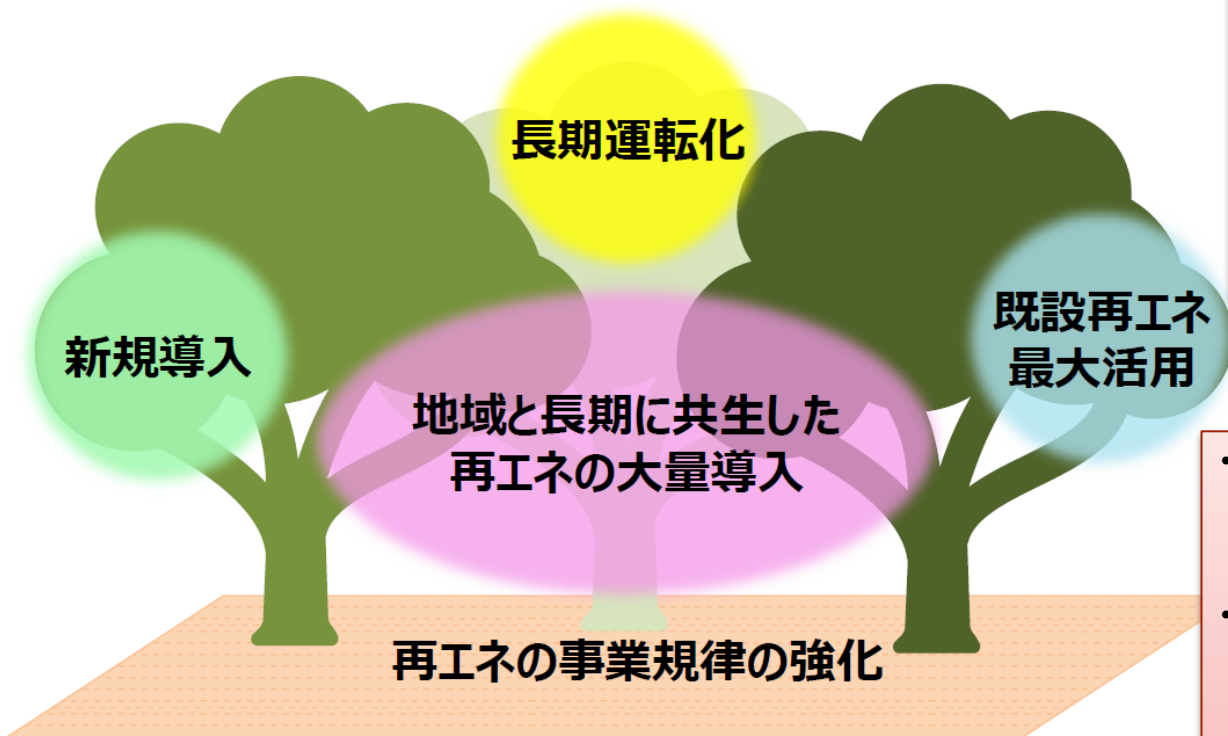 長期運転化
新規導入
既設再エネ
最大活用
地域と長期に共生した
再エネの大量導入
再エネの事業規律の強化